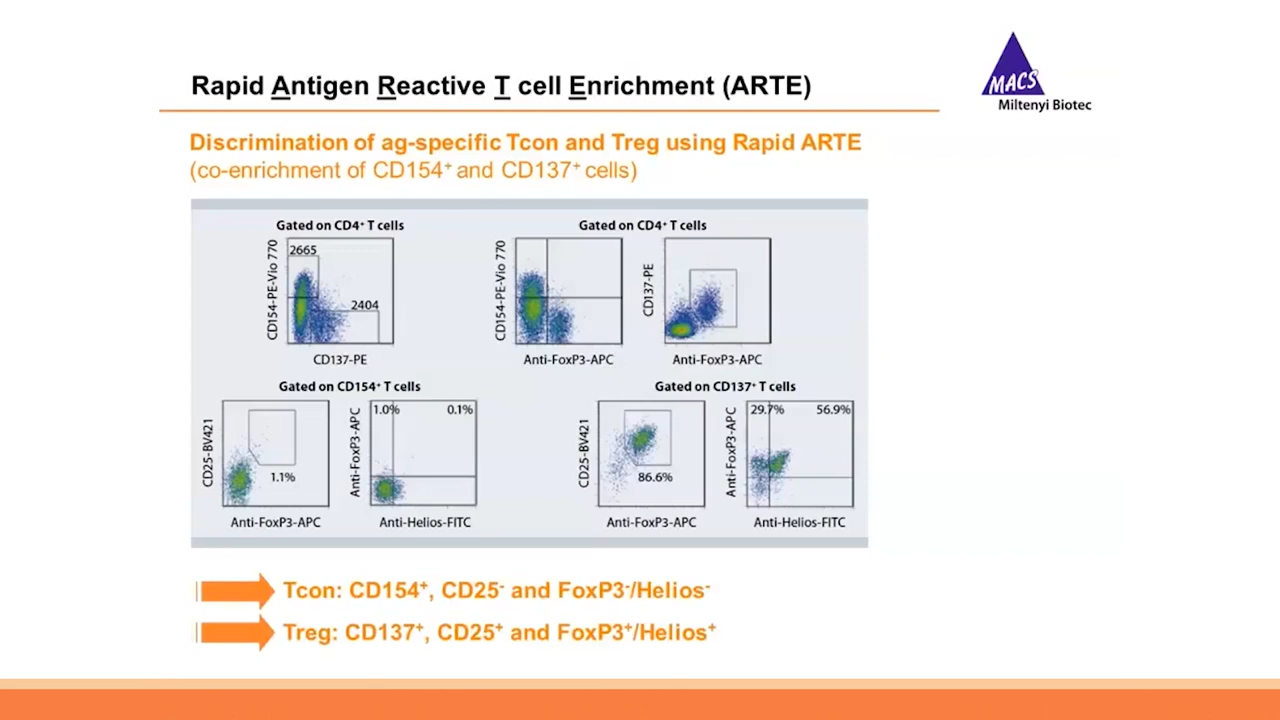 MACS
Miltenyi Biotec
Rapid Antigen Reactive T cell Enrichment (ARTE)
Discrimination of ag-specific Tcon and Treg using Rapid ARTE
(co-enrichment of CD154⁺ and CD137⁺ cells)
Gated on CD4⁺ T cells
CD154-PE-Vio 770
2665
2404
CD137-PE
Gated on CD4⁺ T cells
CD154-PE-Vio 770
Anti-FoxP3-APC
CD137-PE
Anti-FoxP3-APC
Gated on CD154⁺ T cells
CD25-BV421
1.1%
Anti-FoxP3-APC
Anti-FoxP3-APC
1.0% 0.1%
Anti-Helios-FITC
Gated on CD137⁺ T cells
CD25-BV421
86.6%
Anti-FoxP3-APC
Anti-FoxP3-APC
29.7% 56.9%
Anti-Helios-FITC
Tcon: CD154⁺, CD25⁻ and FoxP3⁻/Helios⁻
Treg: CD137⁺, CD25⁺ and FoxP3⁺/Helios⁺